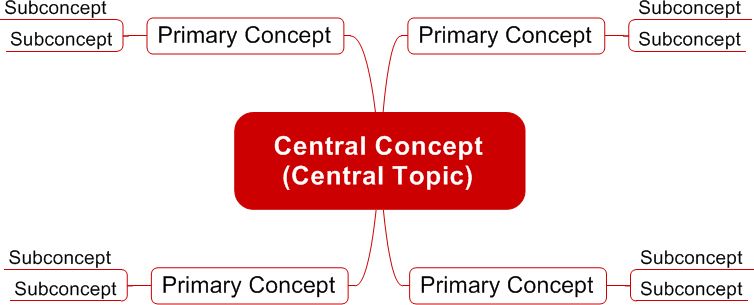 Subconcept
Subconcept
Primary Concept
Primary Concept
Subconcept
Subconcept
Central Concept
(Central Topic)
Subconcept
Subconcept
Primary Concept
Primary Concept
Subconcept
Subconcept